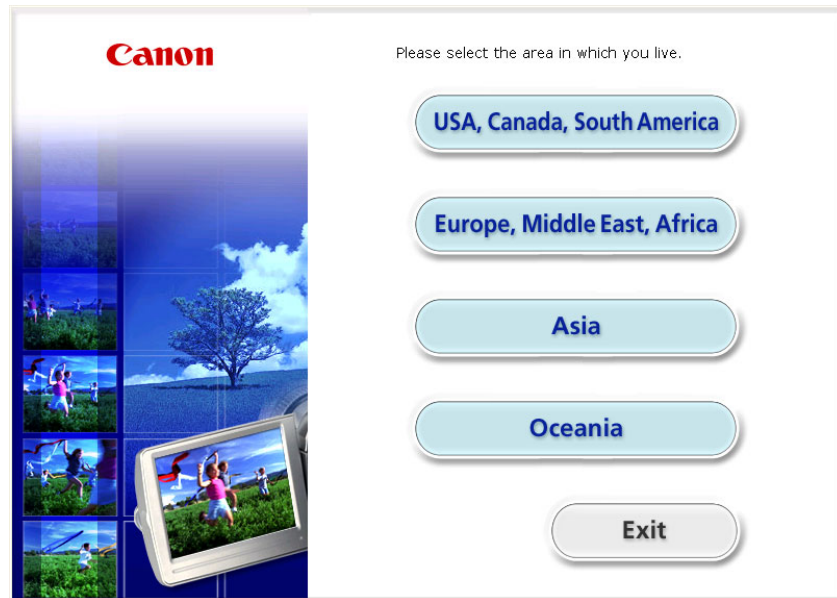 Canon
Please select the area in which you live.
USA, Canada, South America
Europe, Middle East, Africa
Asia
Oceania
Exit